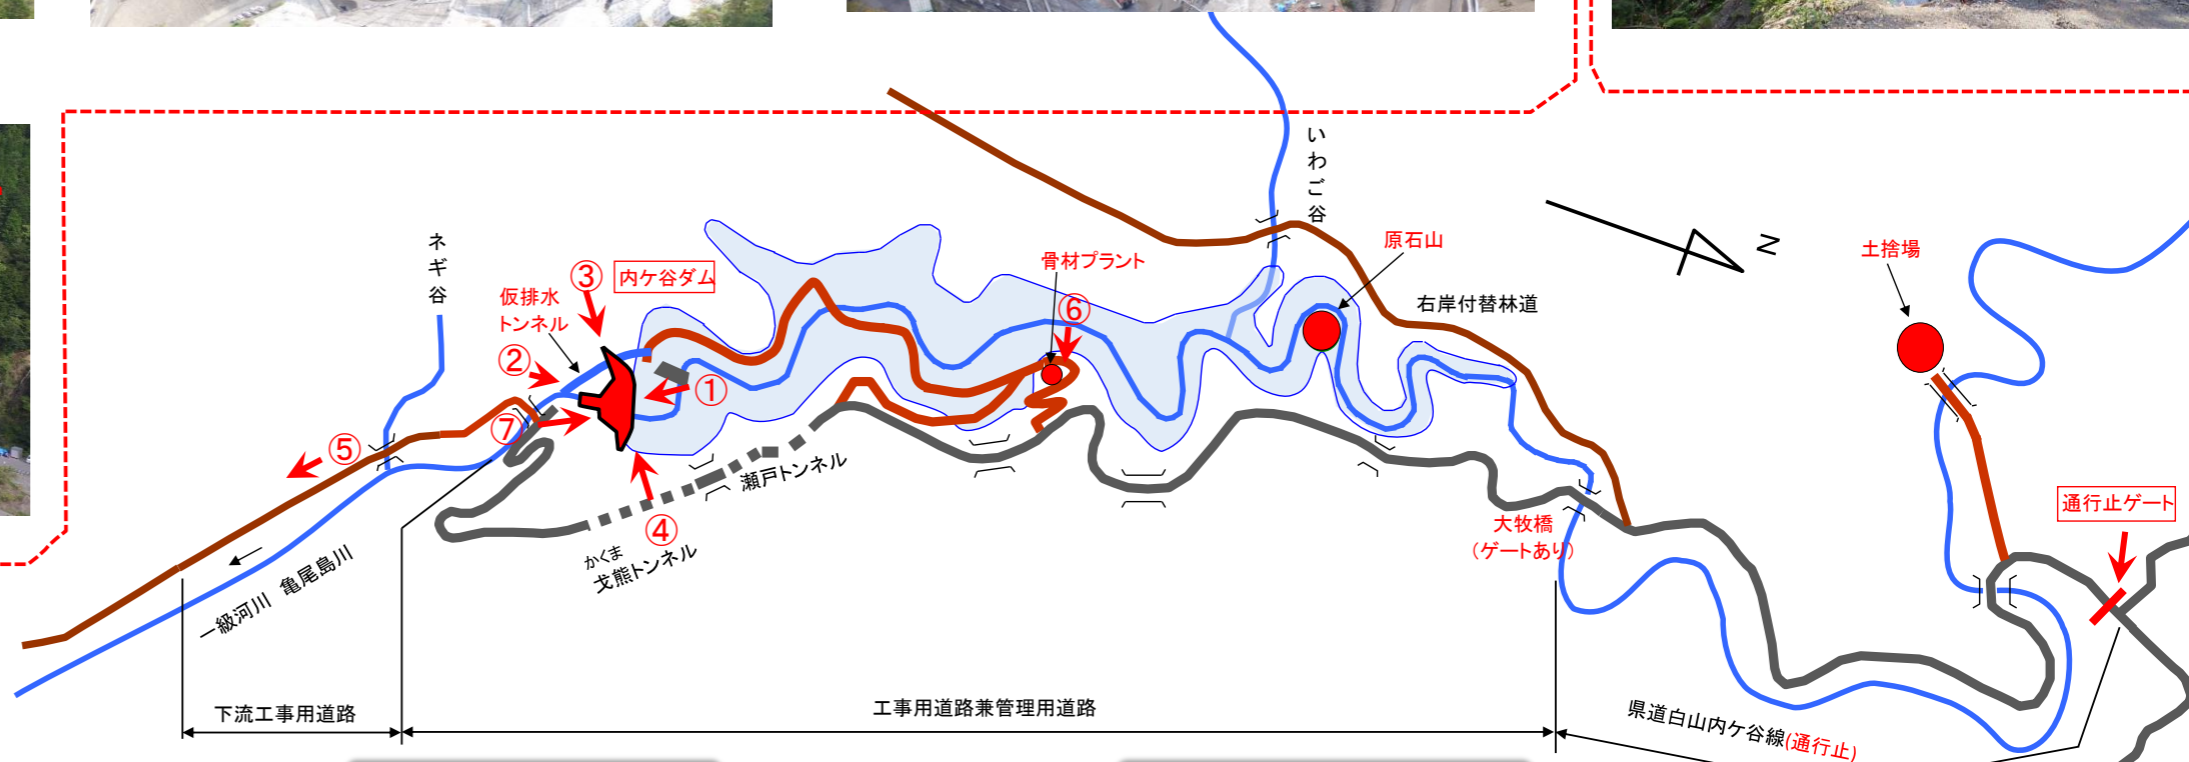 いわご谷
ネギ谷
③
内ケ谷ダム
仮排水
トンネル
②
①
⑦
⑤
④
⑥
骨材プラント
原石山
右岸付替林道
N
土捨場
通行止ゲート
大牧橋
（ゲートあり）
瀬戸トンネル
かくま
戈熊トンネル
一級河川　亀尾島川
下流工事用道路
工事用道路兼管理用道路
県道白山内ケ谷線(通行止)